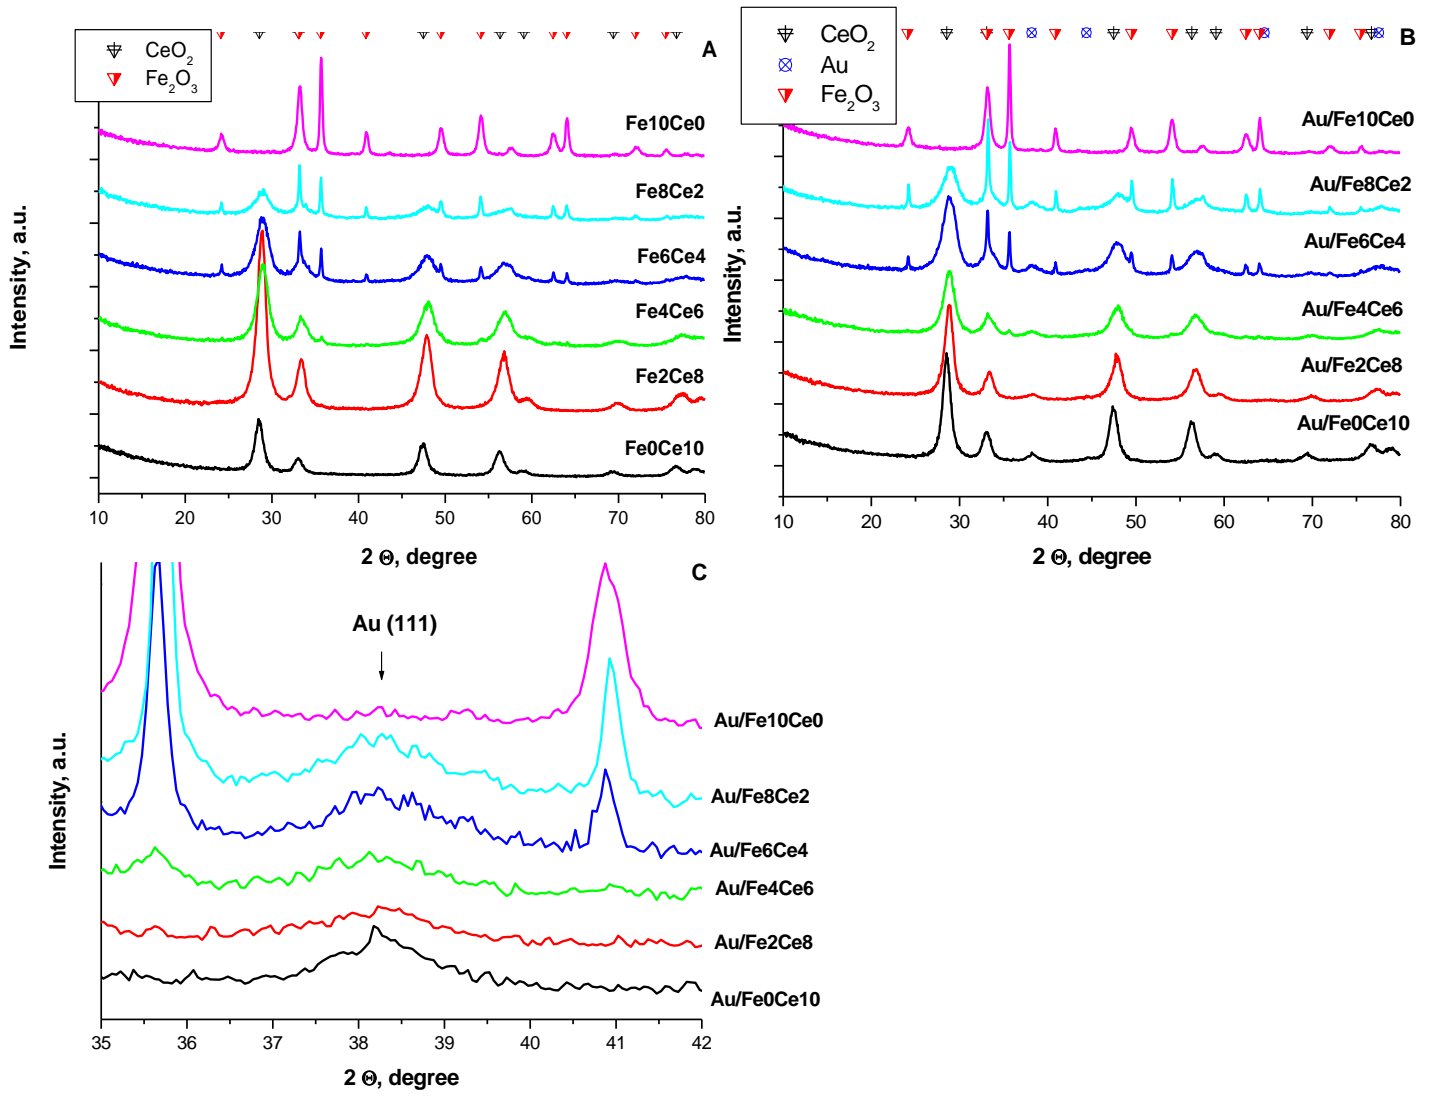 CeO2
Fe2O3
A
Fe10Ce0
Fe8Ce2
Fe6Ce4
Fe4Ce6
Fe2Ce8
Fe0Ce10
Intensity, a.u.
10 20 30 40 50 60 70 80
2 Θ, degree
CeO2
Au
Fe2O3
B
Au/Fe10Ce0
Au/Fe8Ce2
Au/Fe6Ce4
Au/Fe4Ce6
Au/Fe2Ce8
Au/Fe0Ce10
Intensity, a.u.
10 20 30 40 50 60 70 80
2 Θ, degree
C
Au (111)
Au/Fe10Ce0
Au/Fe8Ce2
Au/Fe6Ce4
Au/Fe4Ce6
Au/Fe2Ce8
Au/Fe0Ce10
Intensity, a.u.
35 36 37 38 39 40 41 42
2 Θ, degree